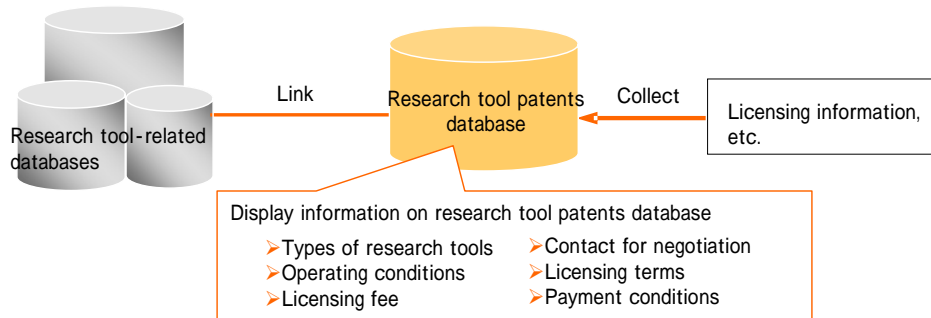 Link
Research tool patents
database
Collect
Licensing information,
etc.
Research tool-related
databases
Display information on research tool patents database
➢Types of research tools
➢Operating conditions
➢Licensing fee
➢Contact for negotiation
➢Licensing terms
➢Payment conditions